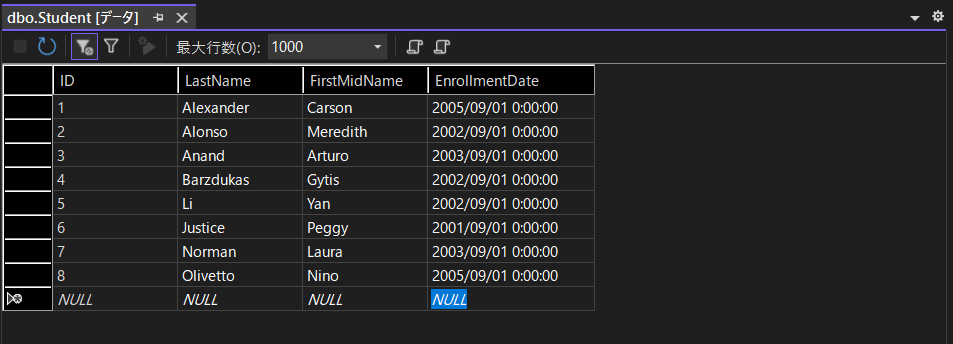 dbo.Student [データ]
最大行数(O): 1000
ID LastName FirstMidName EnrollmentDate
1 Alexander Carson 2005/09/01 0:00:00
2 Alonso Meredith 2002/09/01 0:00:00
3 Anand Arturo 2003/09/01 0:00:00
4 Barzdukas Gytis 2002/09/01 0:00:00
5 Li Yan 2002/09/01 0:00:00
6 Justice Peggy 2001/09/01 0:00:00
7 Norman Laura 2003/09/01 0:00:00
8 Olivetto Nino 2005/09/01 0:00:00
NULL NULL NULL NULL